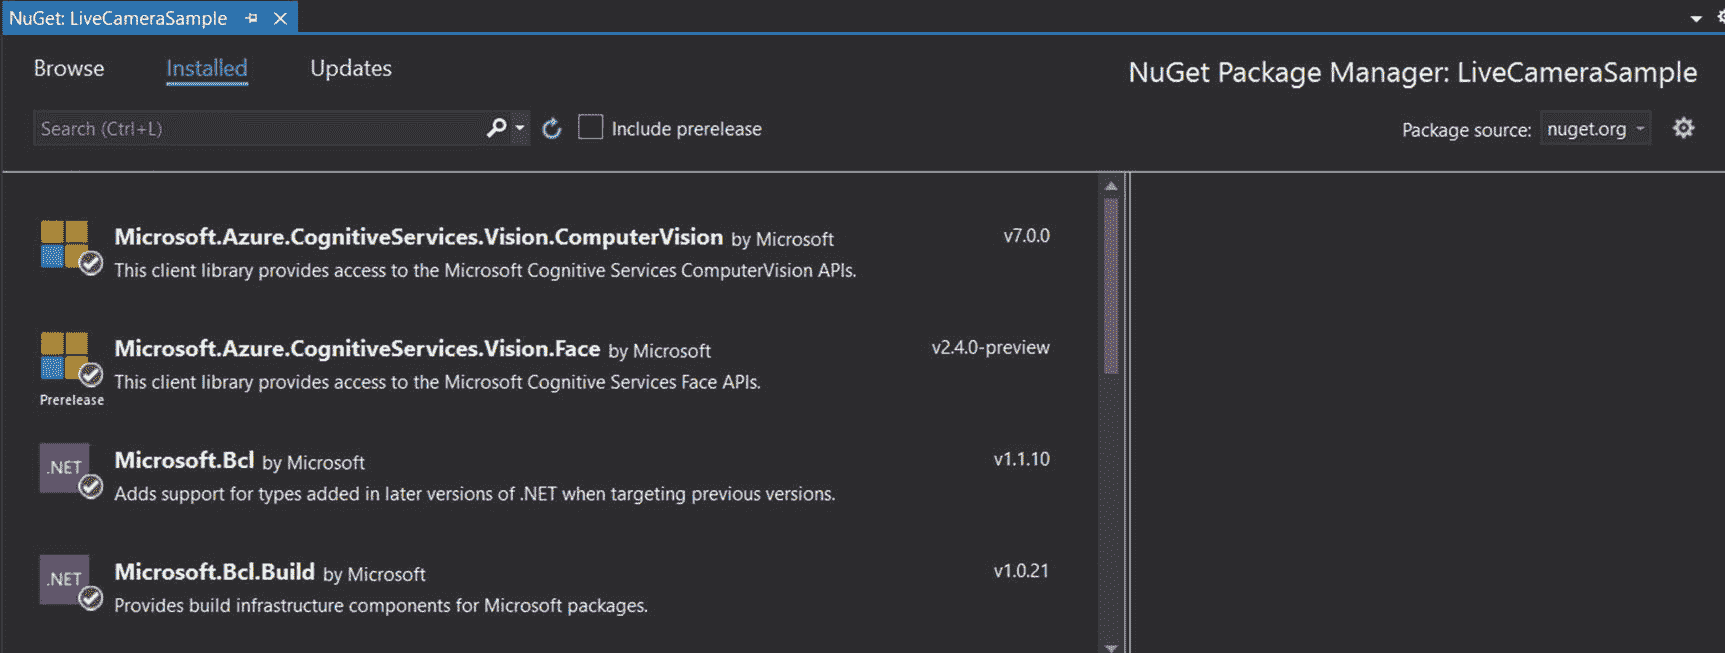 NuGet: LiveCameraSample
Browse Installed Updates
NuGet Package Manager: LiveCameraSample
Search (Ctrl+L) Include prerelease
Package source: nuget.org
Microsoft.Azure.CognitiveServices.Vision.ComputerVision by Microsoft v7.0.0
This client library provides access to the Microsoft Cognitive Services ComputerVision APIs.
Microsoft.Azure.CognitiveServices.Vision.Face by Microsoft v2.4.0-preview
This client library provides access to the Microsoft Cognitive Services Face APIs.
Prerelease
.NET Microsoft.Bcl by Microsoft v1.1.10
Adds support for types added in later versions of .NET when targeting previous versions.
.NET Microsoft.Bcl.Build by Microsoft v1.0.21
Provides build infrastructure components for Microsoft packages.